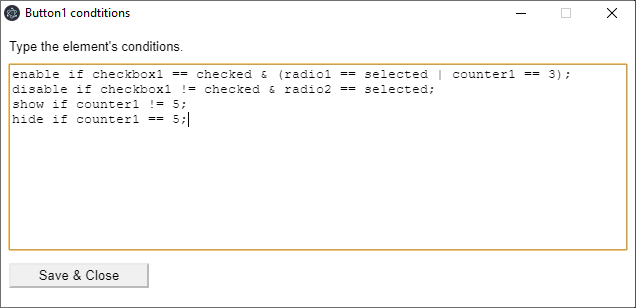 Button1 condtitions
Type the element's conditions.
enable if checkbox1 == checked & (radio1 == selected | counter1 == 3);
disable if checkbox1 != checked & radio2 == selected;
show if counter1 != 5;
hide if counter1 == 5;
Save & Close